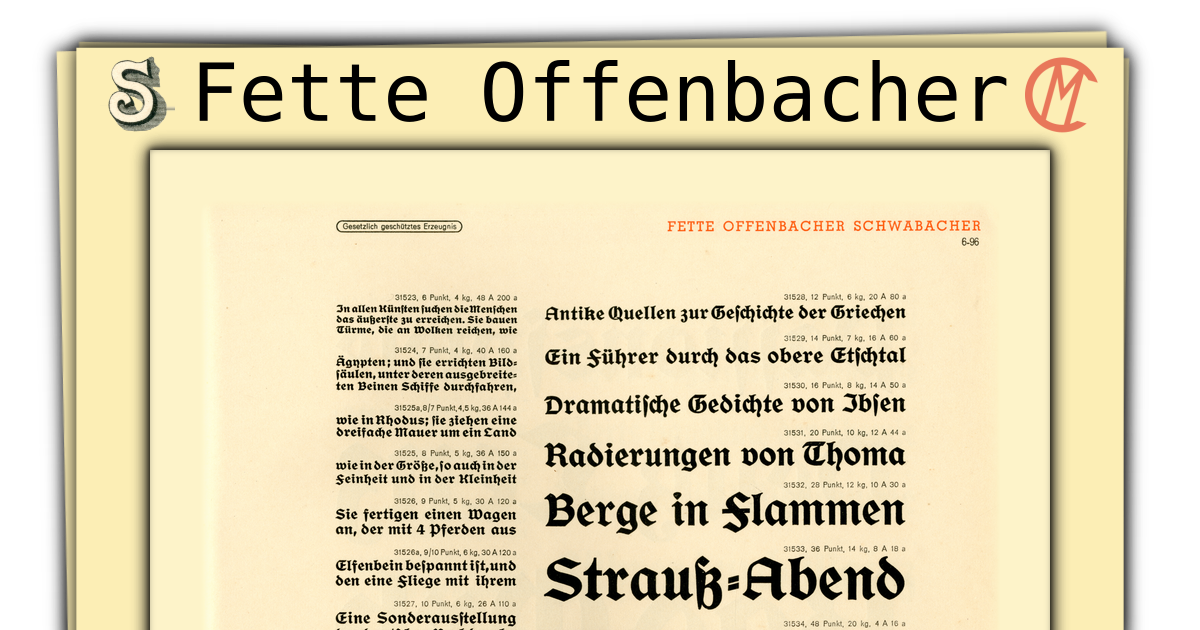 Fette Offenbacher
Gesetzlich geschütztes Erzeugnis
FETTE OFFENBACHER SCHWABACHER
6-96
31523, 6 Punkt, 4 kg, 48 A 200 a
In allen Künſten ſuchen die Menſchen
das äußerſte zu erreichen. Sie bauen
Türme, die an Wolken reichen, wie
31524, 7 Punkt, 4 kg, 40 A 160 a
Ägypten; und ſie errichten Bild⸗
ſäulen, unter deren ausgebreite⸗
ten Beinen Schiffe durchfahren,
31525a, 8/7 Punkt, 4,5 kg, 36 A 144 a
wie in Rhodus; ſie ziehen eine
dreifache Mauer um ein Land
31525, 8 Punkt, 5 kg, 36 A 150 a
wie in der Größe, ſo auch in der
Feinheit und in der Kleinheit
31526, 9 Punkt, 5 kg, 30 A 120 a
Sie fertigen einen Wagen
an, der mit 4 Pferden aus
31526a, 9/10 Punkt, 6 kg, 30 A 120 a
Elfenbein beſpannt iſt, und
den eine Fliege mit ihrem
31527, 10 Punkt, 6 kg, 26 A 110 a
Eine Sonderausſtellung
31528, 12 Punkt, 6 kg, 20 A 80 a
Antike Quellen zur Geſchichte der Griechen
31529, 14 Punkt, 7 kg, 16 A 60 a
Ein Führer durch das obere Etſchtal
31530, 16 Punkt, 8 kg, 14 A 50 a
Dramatiſche Gedichte von Ibſen
31531, 20 Punkt, 10 kg, 12 A 44 a
Radierungen von Thoma
31532, 28 Punkt, 12 kg, 10 A 30 a
Berge in Flammen
31533, 36 Punkt, 14 kg, 8 A 18 a
Strauß⸗Abend
31534, 48 Punkt, 20 kg, 4 A 16 a